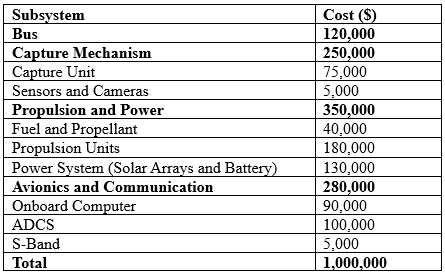 Subsystem Cost ($)
Bus 120,000
Capture Mechanism 250,000
Capture Unit 75,000
Sensors and Cameras 5,000
Propulsion and Power 350,000
Fuel and Propellant 40,000
Propulsion Units 180,000
Power System (Solar Arrays and Battery) 130,000
Avionics and Communication 280,000
Onboard Computer 90,000
ADCS 100,000
S-Band 5,000
Total 1,000,000